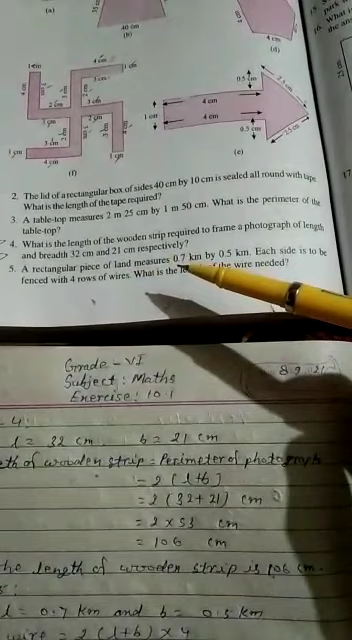 (a)
40 cm
(b)
4 cm
(d)
4 cm
1 cm
3 cm
1 cm
4 cm
2 cm
3 cm
3 cm
2 cm
3 cm
4 cm
1 cm
1 cm
(f)
0.5 cm
4 cm
1 cm
4 cm
0.5 cm
2.5 cm
(e)
2. The lid of a rectangular box of sides 40 cm by 10 cm is sealed all round with tape.
What is the length of the tape required?
3. A table-top measures 2 m 25 cm by 1 m 50 cm. What is the perimeter of the
table-top?
4. What is the length of the wooden strip required to frame a photograph of length
and breadth 32 cm and 21 cm respectively?
5. A rectangular piece of land measures 0.7 km by 0.5 km. Each side is to be
fenced with 4 rows of wires. What is the the wire needed?
Grade - VI
Subject : Maths
Exercise : 10.1
4:
l = 32 cm. b = 21 cm
of wooden strip = Perimeter of photograph
= 2 (l+b)
= 2 (32+21) cm
= 2 x 53 cm
= 106 cm
the length of wooden strip is 106 cm.
l = 0.7 km and b = 0.5 km
wire = 2 (l+b) x 4